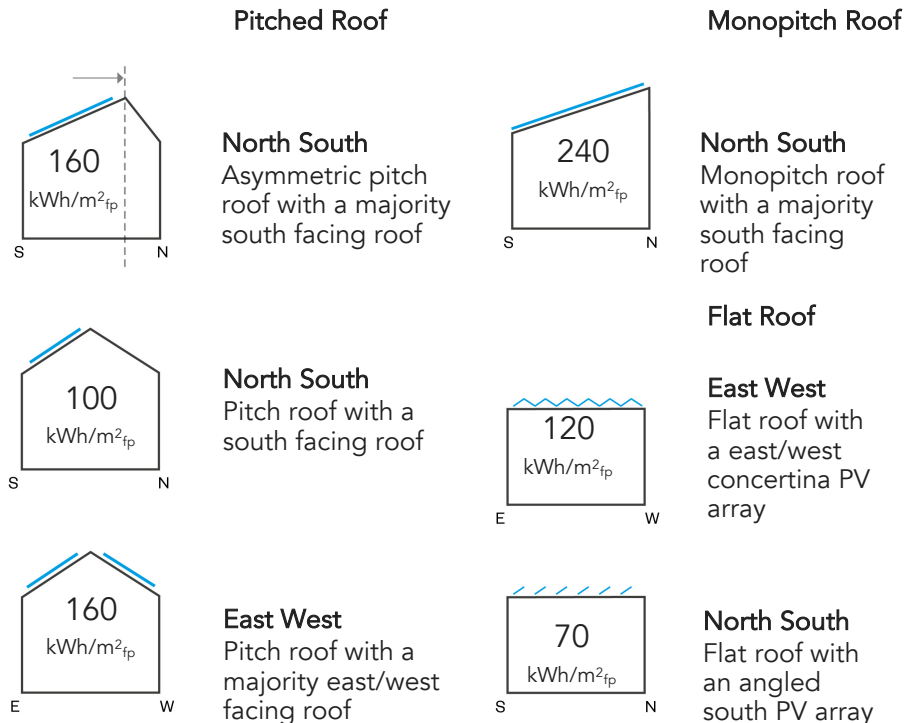 Pitched Roof
160
kWh/m²fp
S
N
North South
Asymmetric pitch
roof with a majority
south facing roof
100
kWh/m²fp
S
N
North South
Pitch roof with a
south facing roof
160
kWh/m²fp
E
W
East West
Pitch roof with a
majority east/west
facing roof
Monopitch Roof
240
kWh/m²fp
S
N
North South
Monopitch roof
with a majority
south facing
roof
Flat Roof
120
kWh/m²fp
E
W
East West
Flat roof with
a east/west
concertina PV
array
70
kWh/m²fp
S
N
North South
Flat roof with
an angled
south PV array